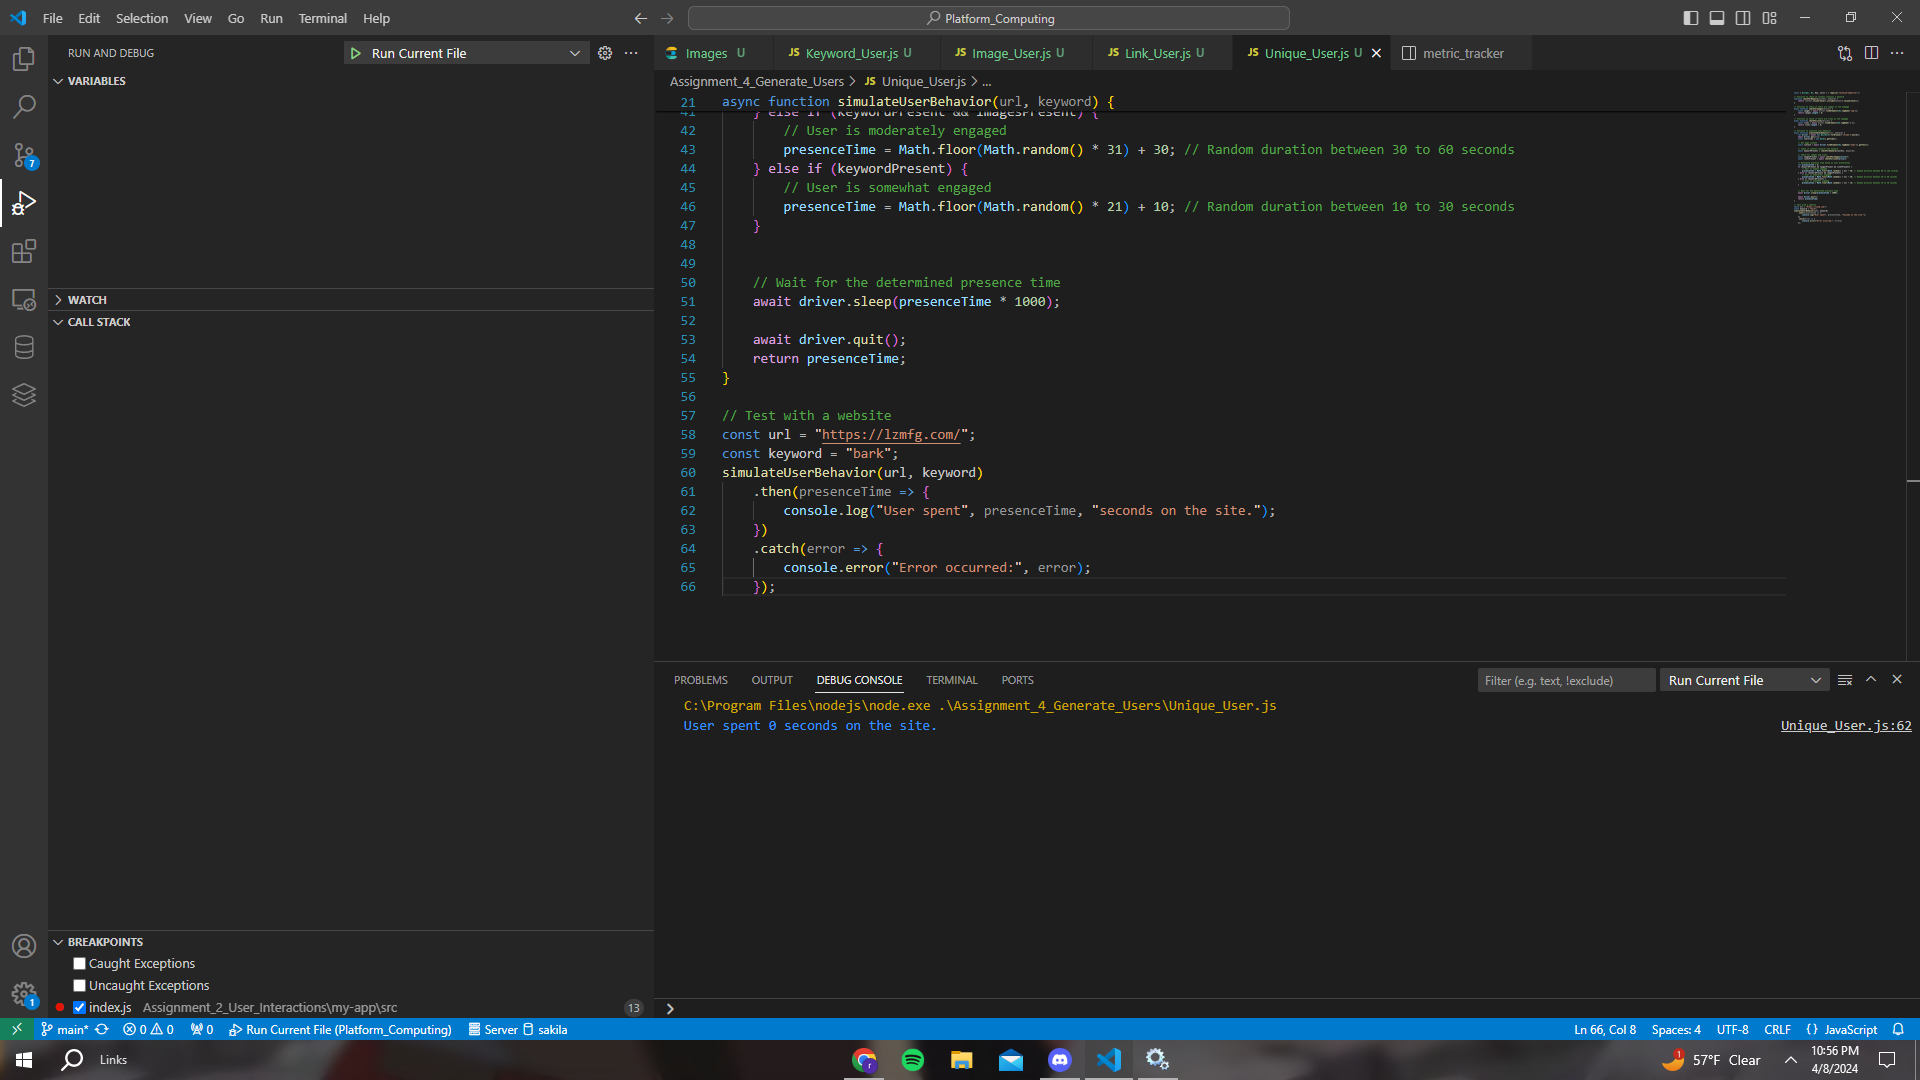 File Edit Selection View Go Run Terminal Help
Platform_Computing
RUN AND DEBUG
Run Current File
Images U
JS Keyword_User.js U
JS Image_User.js U
JS Link_User.js U
JS Unique_User.js U
metric_tracker
VARIABLES
WATCH
CALL STACK
Assignment_4_Generate_Users > JS Unique_User.js > ...
21 async function simulateUserBehavior(url, keyword) {
41 } else if (keywordPresent && imagesPresent) {
42 // User is moderately engaged
43 presenceTime = Math.floor(Math.random() * 31) + 30; // Random duration between 30 to 60 seconds
44 } else if (keywordPresent) {
45 // User is somewhat engaged
46 presenceTime = Math.floor(Math.random() * 21) + 10; // Random duration between 10 to 30 seconds
47 }
48
49
50 // Wait for the determined presence time
51 await driver.sleep(presenceTime * 1000);
52
53 await driver.quit();
54 return presenceTime;
55 }
56
57 // Test with a website
58 const url = "https://lzmfg.com/";
59 const keyword = "bark";
60 simulateUserBehavior(url, keyword)
61 .then(presenceTime => {
62 console.log("User spent", presenceTime, "seconds on the site.");
63 })
64 .catch(error => {
65 console.error("Error occurred:", error);
66 });
PROBLEMS OUTPUT DEBUG CONSOLE TERMINAL PORTS
Filter (e.g. text, !exclude)
Run Current File
C:\Program Files\nodejs\node.exe .\Assignment_4_Generate_Users\Unique_User.js
User spent 0 seconds on the site.
Unique_User.js:62
7
1
BREAKPOINTS
Caught Exceptions
Uncaught Exceptions
index.js Assignment_2_User_Interactions\my-app\src 13
main* 0 0 0 Run Current File (Platform_Computing) Server sakila
Ln 66, Col 8 Spaces: 4 UTF-8 CRLF {} JavaScript
Links
r
1
57°F Clear
10:56 PM
4/8/2024